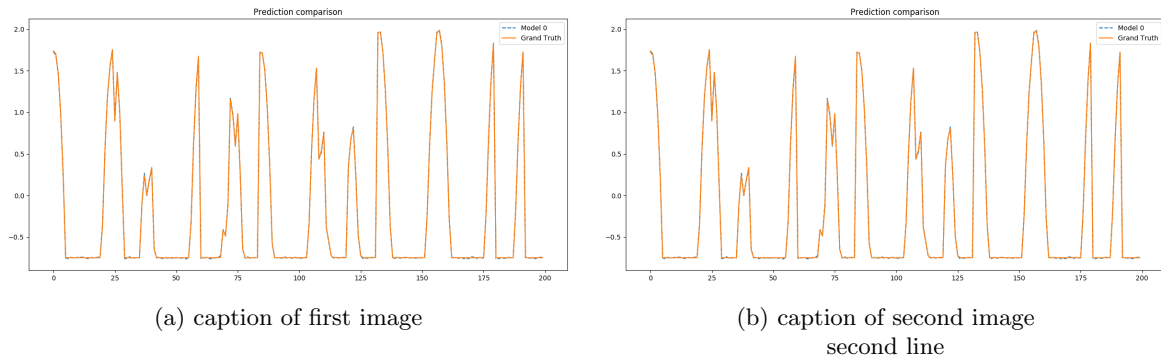 Prediction comparison
Model 0
Grand Truth
2.0
1.5
1.0
0.5
0.0
−0.5
0 25 50 75 100 125 150 175 200
(a) caption of first image
Prediction comparison
Model 0
Grand Truth
2.0
1.5
1.0
0.5
0.0
−0.5
0 25 50 75 100 125 150 175 200
(b) caption of second image
second line